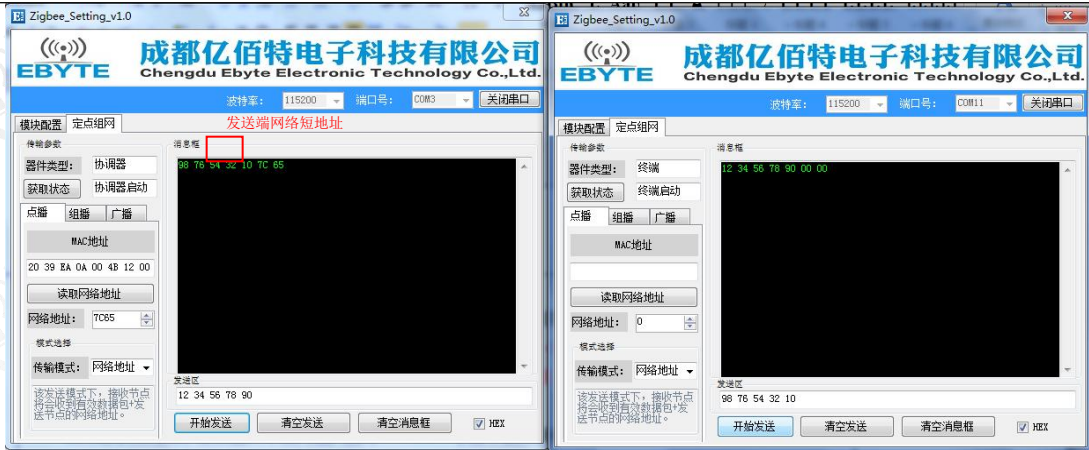 Zigbee_Setting_v1.0
EBYTE
成都亿佰特电子科技有限公司
Chengdu Ebyte Electronic Technology Co.,Ltd.
波特率: 115200 端口号: COM3 关闭串口
模块配置 定点组网
发送端网络短地址
传输参数
器件类型: 协调器
获取状态 协调器启动
点播 组播 广播
MAC地址
20 39 EA 0A 00 4B 12 00
读取网络地址
网络地址: 7C65
模式选择
传输模式: 网络地址
该发送模式下,接收节点
将会收到有效数据包+发
送节点的网络地址。
消息框
98 76 54 32 10 7C 65
发送区
12 34 56 78 90
开始发送 清空发送 清空消息框 HEX
Zigbee_Setting_v1.0
EBYTE
成都亿佰特电子科技有限公司
Chengdu Ebyte Electronic Technology Co.,Ltd.
波特率: 115200 端口号: COM11 关闭串口
模块配置 定点组网
传输参数
器件类型: 终端
获取状态 终端启动
点播 组播 广播
MAC地址
读取网络地址
网络地址: 0
模式选择
传输模式: 网络地址
该发送模式下,接收节点
将会收到有效数据包+发
送节点的网络地址。
消息框
12 34 56 78 90 00 00
发送区
98 76 54 32 10
开始发送 清空发送 清空消息框 HEX